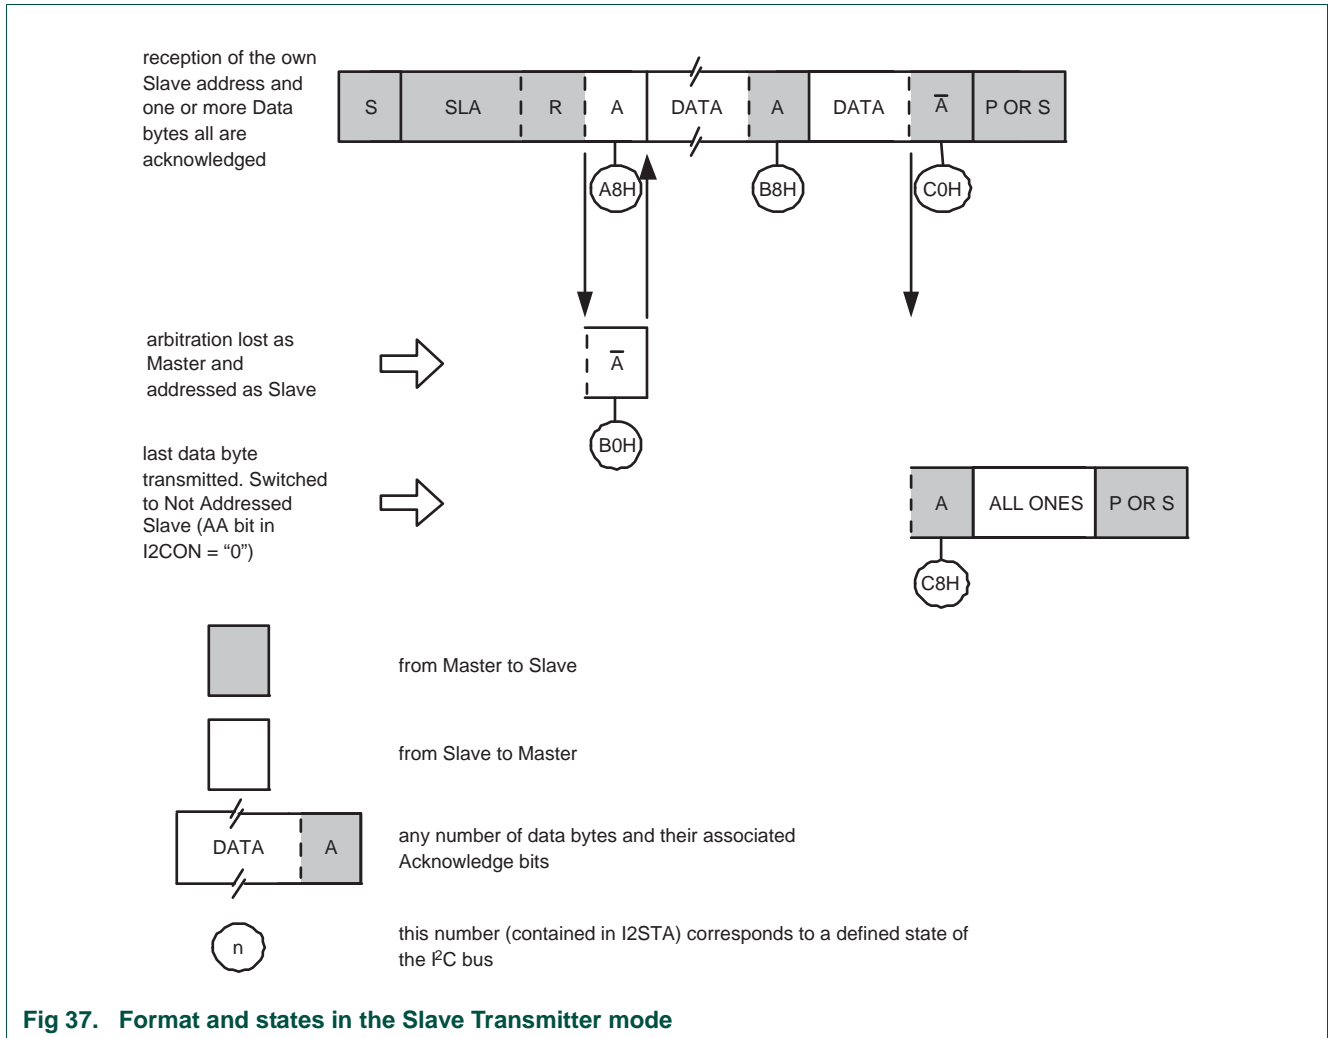 reception of the own
Slave address and
one or more Data
bytes all are
acknowledged
S SLA R A DATA A DATA A̅ P OR S
A8H B8H C0H
arbitration lost as
Master and
addressed as Slave
A̅
B0H
last data byte
transmitted. Switched
to Not Addressed
Slave (AA bit in
I2CON = “0”)
A ALL ONES P OR S
C8H
from Master to Slave
from Slave to Master
DATA A
any number of data bytes and their associated
Acknowledge bits
n
this number (contained in I2STA) corresponds to a defined state of
the I²C bus
Fig 37. Format and states in the Slave Transmitter mode